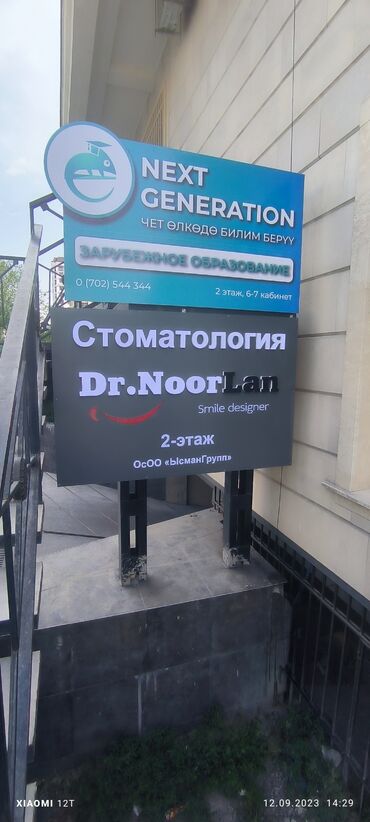 NEXT
GENERATION
ЧЕТ ӨЛКӨДӨ БИЛИМ БЕРҮҮ
ЗАРУБЕЖНОЕ ОБРАЗОВАНИЕ
0 (702) 544 344
2 этаж, 6-7 кабинет
Стоматология
Dr.NoorLan
Smile designer
2-этаж
ОсОО «ЫсманГрупп»
XIAOMI 12T
12.09.2023 14:29